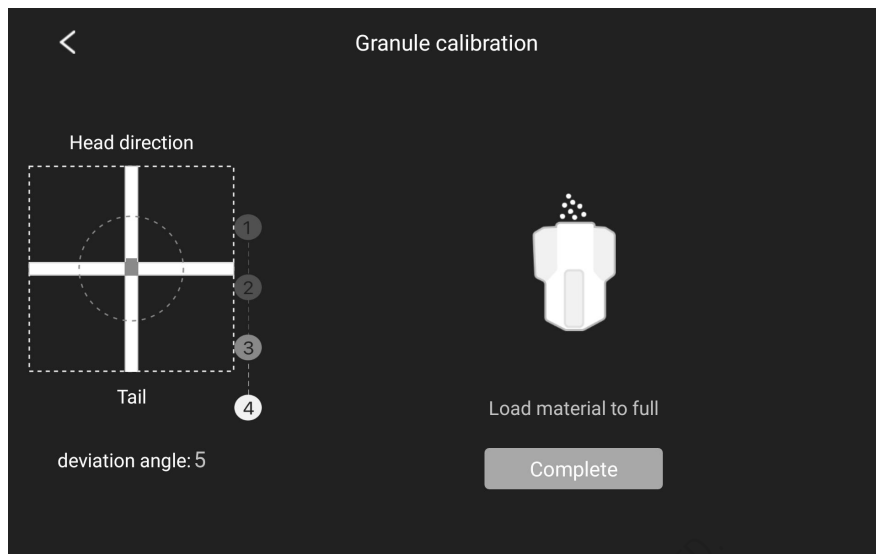 Granule calibration
Head direction
1
2
3
Tail
4
Load material to full
deviation angle: 5
Complete